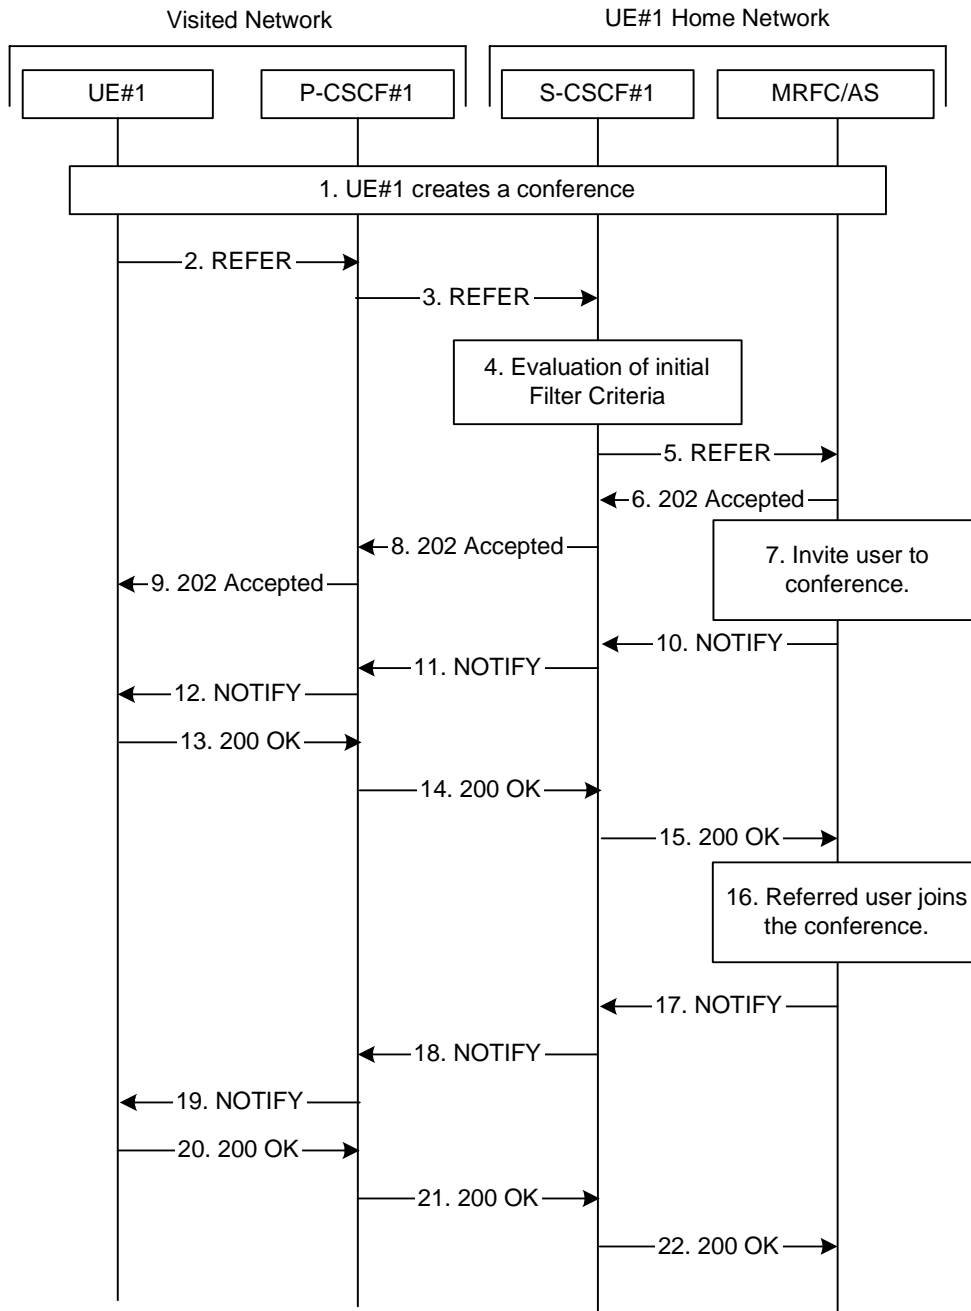 Visited Network
UE#1 Home Network
UE#1
P-CSCF#1
S-CSCF#1
MRFC/AS
1. UE#1 creates a conference
2. REFER
3. REFER
4. Evaluation of initial
Filter Criteria
5. REFER
6. 202 Accepted
8. 202 Accepted
7. Invite user to
conference.
9. 202 Accepted
10. NOTIFY
11. NOTIFY
12. NOTIFY
13. 200 OK
14. 200 OK
15. 200 OK
16. Referred user joins
the conference.
17. NOTIFY
18. NOTIFY
19. NOTIFY
20. 200 OK
21. 200 OK
22. 200 OK